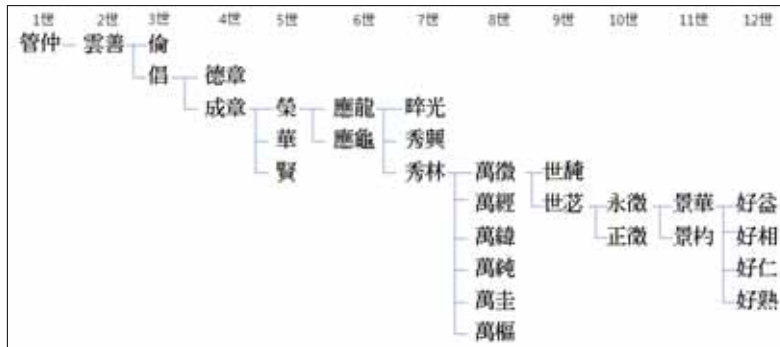 1世 2世 3世 4世 5世 6世 7世 8世 9世 10世 11世 12世
管仲 雲善 倫
倡 德章
成章 榮 應龍 晬光
華 應龜 秀興
賢 秀林 萬徵 世馣
萬經 世苾 永徵 景華 好益
萬緯 正徵 景杓 好相
萬純 好仁
萬圭 好熟
萬樞